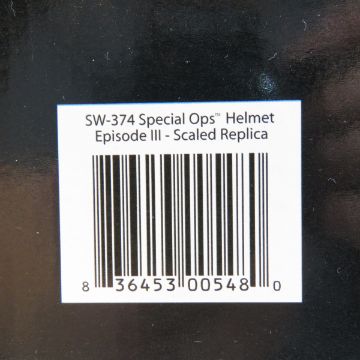 SW-374 Special Ops™ Helmet
Episode III - Scaled Replica
8 36453 00548 0